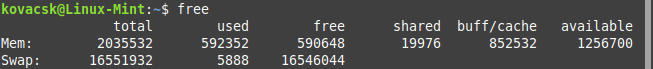 kovacsk@Linux-Mint:~$ free
total used free shared buff/cache available
Mem: 2035532 592352 590648 19976 852532 1256700
Swap: 16551932 5888 16546044